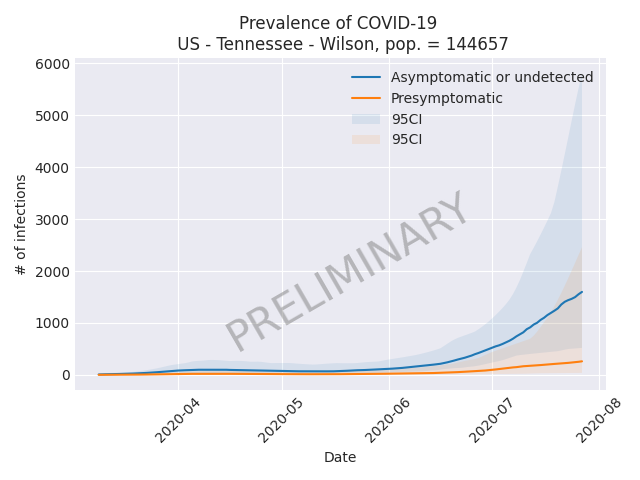 Prevalence of COVID-19
US - Tennessee - Wilson, pop. = 144657
6000
5000
4000
3000
2000
1000
0
# of infections
Asymptomatic or undetected
Presymptomatic
95CI
95CI
PRELIMINARY
2020-04
2020-05
2020-06
2020-07
2020-08
Date